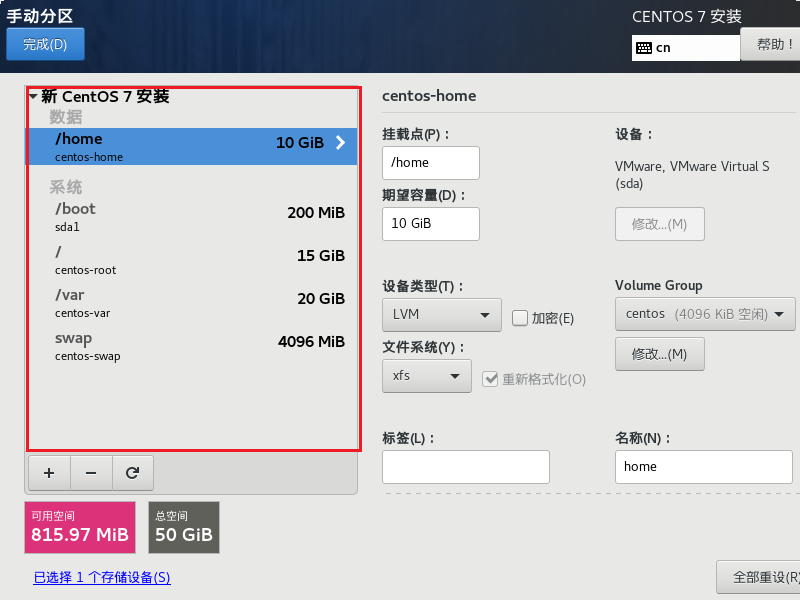 手动分区
CENTOS 7 安装
完成(D)
cn
帮助！
新 CentOS 7 安装
数据
/home
10 GiB
centos-home
系统
/boot
200 MiB
sda1
/
15 GiB
centos-root
/var
20 GiB
centos-var
swap
4096 MiB
centos-swap
+ −
可用空间
815.97 MiB
总空间
50 GiB
已选择 1 个存储设备(S)
centos-home
挂载点(P)：
/home
期望容量(D)：
10 GiB
设备：
VMware, VMware Virtual S
(sda)
修改...(M)
设备类型(T)：
LVM
加密(E)
文件系统(Y)：
xfs
重新格式化(O)
Volume Group
centos (4096 KiB 空闲)
修改...(M)
标签(L)：
名称(N)：
home
全部重设(R)